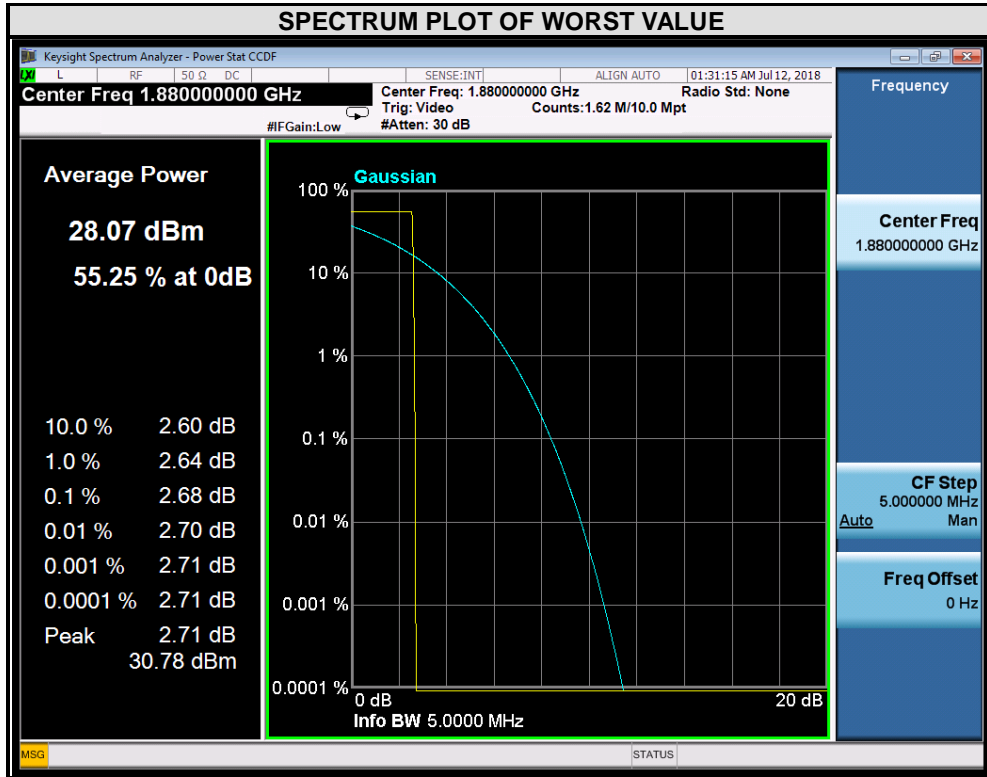 SPECTRUM PLOT OF WORST VALUE
Keysight Spectrum Analyzer - Power Stat CCDF
LXI L RF 50 Ω DC SENSE:INT ALIGN AUTO 01:31:15 AM Jul 12, 2018
Center Freq 1.880000000 GHz
Center Freq: 1.880000000 GHz Radio Std: None
Trig: Video Counts:1.62 M/10.0 Mpt
#IFGain:Low #Atten: 30 dB
Frequency
Average Power
28.07 dBm
55.25 % at 0dB
10.0 % 2.60 dB
1.0 % 2.64 dB
0.1 % 2.68 dB
0.01 % 2.70 dB
0.001 % 2.71 dB
0.0001 % 2.71 dB
Peak 2.71 dB
30.78 dBm
Gaussian
100 %
10 %
1 %
0.1 %
0.01 %
0.001 %
0.0001 %
0 dB 20 dB
Info BW 5.0000 MHz
Center Freq
1.880000000 GHz
CF Step
5.000000 MHz
Auto Man
Freq Offset
0 Hz
MSG STATUS